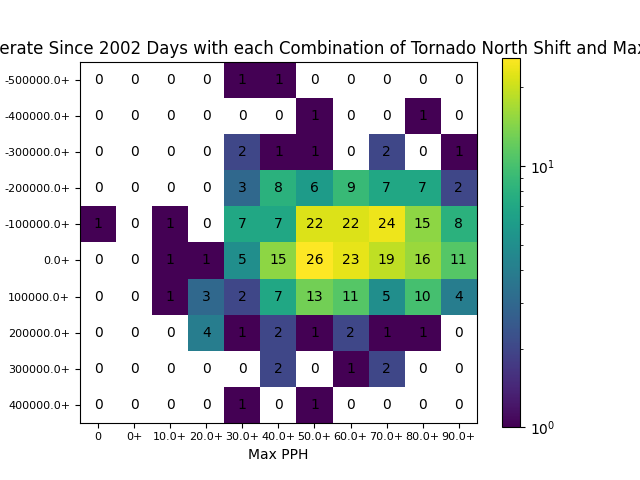 erate Since 2002 Days with each Combination of Tornado North Shift and Max
-500000.0+ 0 0 0 0 1 1 0 0 0 0 0
-400000.0+ 0 0 0 0 0 0 1 0 0 1 0
-300000.0+ 0 0 0 0 2 1 1 0 2 0 1
-200000.0+ 0 0 0 0 3 8 6 9 7 7 2
-100000.0+ 1 0 1 0 7 7 22 22 24 15 8
0.0+ 0 0 1 1 5 15 26 23 19 16 11
100000.0+ 0 0 1 3 2 7 13 11 5 10 4
200000.0+ 0 0 0 4 1 2 1 2 1 1 0
300000.0+ 0 0 0 0 0 2 0 1 2 0 0
400000.0+ 0 0 0 0 1 0 1 0 0 0 0
0 0+ 10.0+ 20.0+ 30.0+ 40.0+ 50.0+ 60.0+ 70.0+ 80.0+ 90.0+
Max PPH
10¹
10⁰